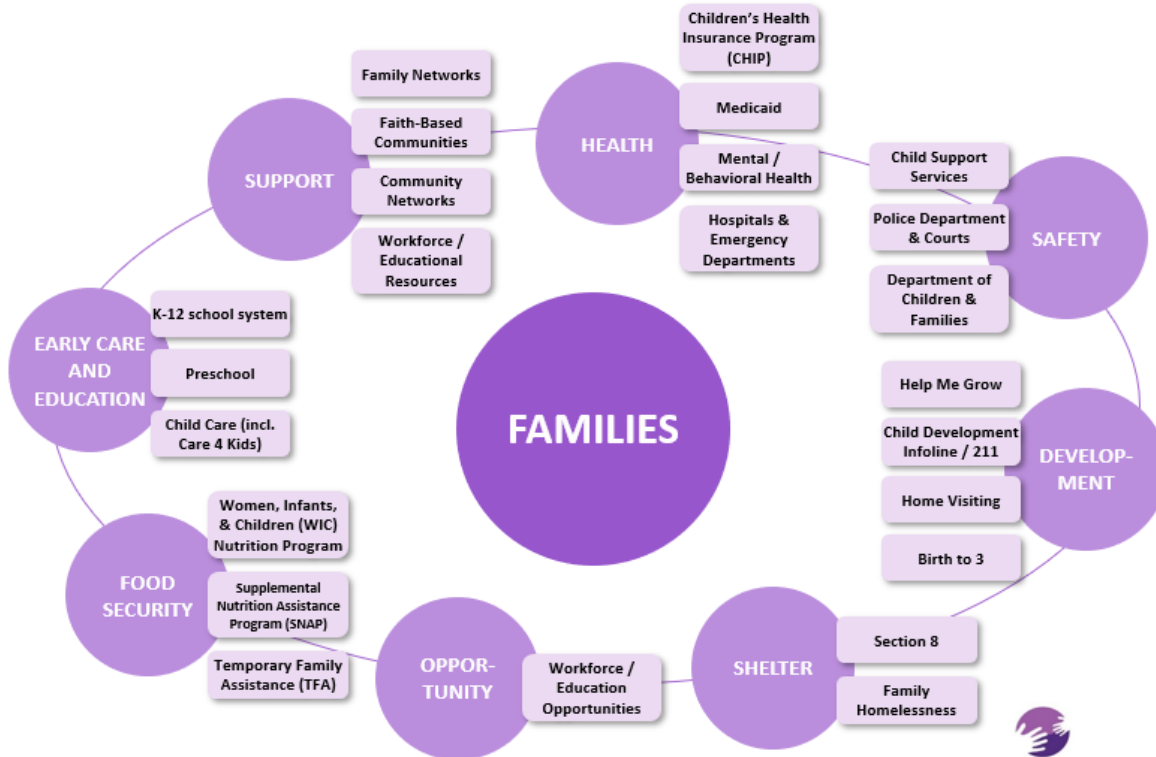 Children's Health
Insurance Program
(CHIP)
Family Networks
HEALTH
Medicaid
Faith-Based
Communities
SUPPORT
Mental /
Behavioral Health
Child Support
Services
Community
Networks
Hospitals &
Emergency
Departments
Police Department
& Courts
SAFETY
Workforce /
Educational
Resources
Department of
Children &
Families
K-12 school system
EARLY CARE
AND
EDUCATION
Preschool
Child Care (incl.
Care 4 Kids)
FAMILIES
Help Me Grow
Child Development
Infoline / 211
DEVELOP-
MENT
Home Visiting
Birth to 3
Women, Infants,
& Children (WIC)
Nutrition Program
FOOD
SECURITY
Supplemental
Nutrition Assistance
Program (SNAP)
Temporary Family
Assistance (TFA)
OPPOR-
TUNITY
Workforce /
Education
Opportunities
SHELTER
Section 8
Family
Homelessness